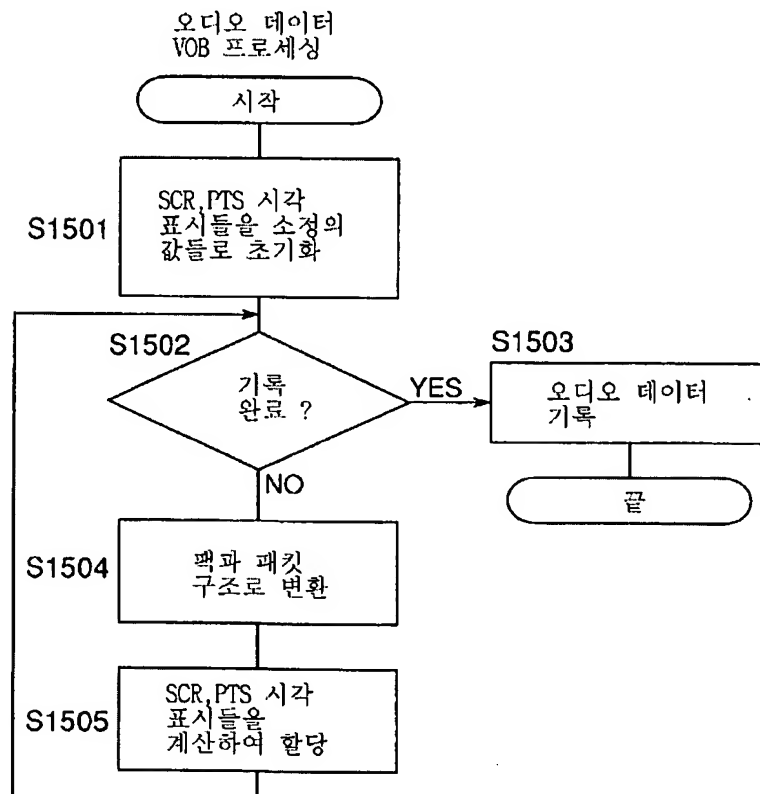 오디오 데이터
VOB 프로세싱
시작
S1501
SCR,PTS 시각
표시들을 소정의
값들로 초기화
S1502
기록
완료 ?
YES
S1503
오디오 데이터
기록
끝
NO
S1504
팩과 패킷
구조로 변환
S1505
SCR,PTS 시각
표시들을
계산하여 할당